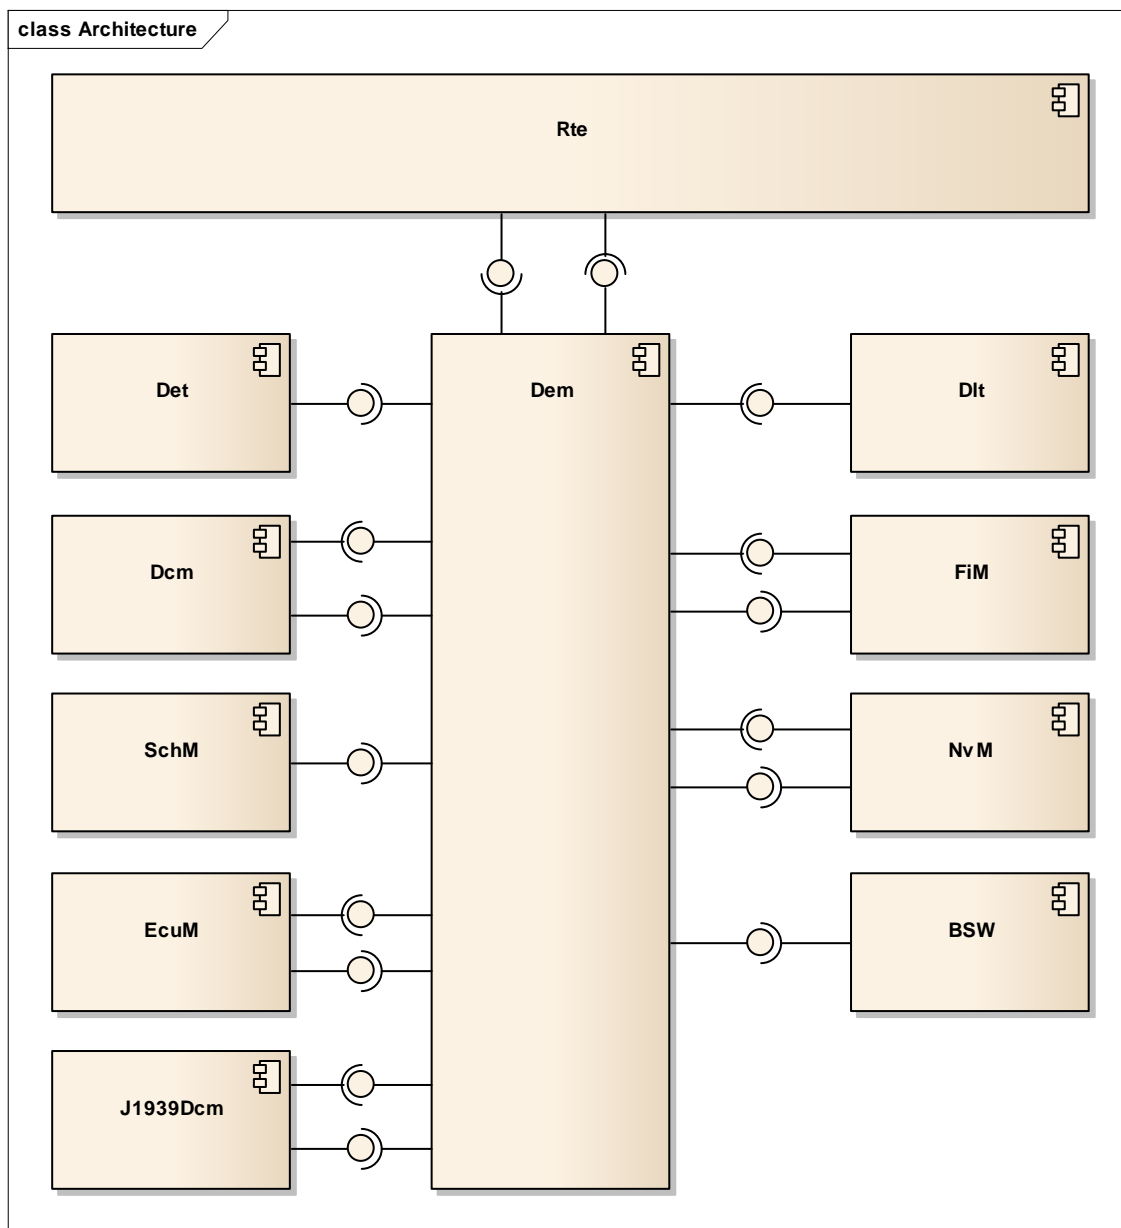 class Architecture
Rte
Det
Dem
Dlt
Dcm
FiM
SchM
NvM
EcuM
BSW
J1939Dcm